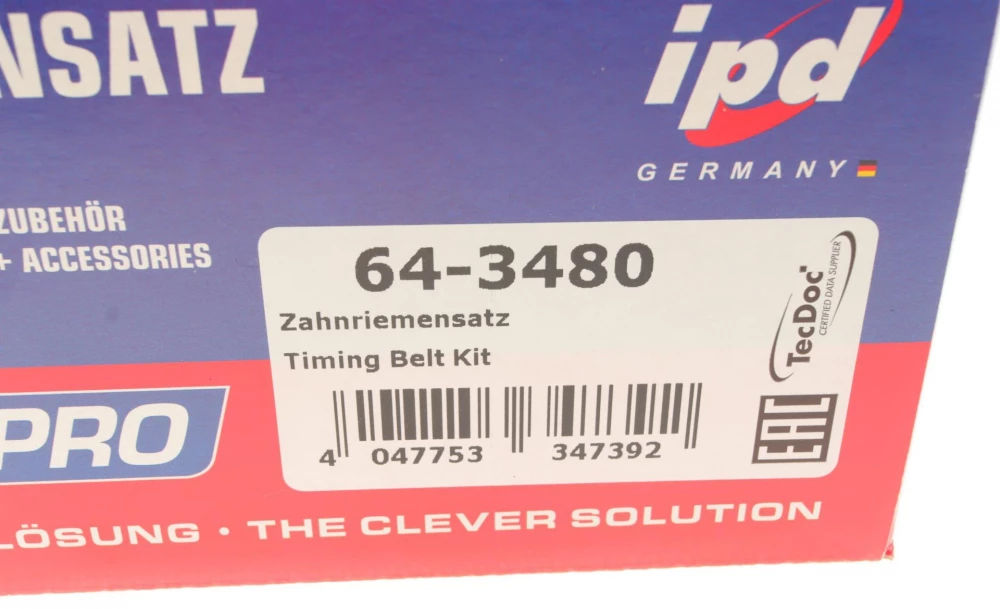 NSATZ
ipd
GERMANY
ZUBEHÖR
+ ACCESSORIES
64-3480
Zahnriemensatz
Timing Belt Kit
4 047753 347392
TecDoc
CERTIFIED DATA SUPPLIER
EAC
PRO
LÖSUNG · THE CLEVER SOLUTION